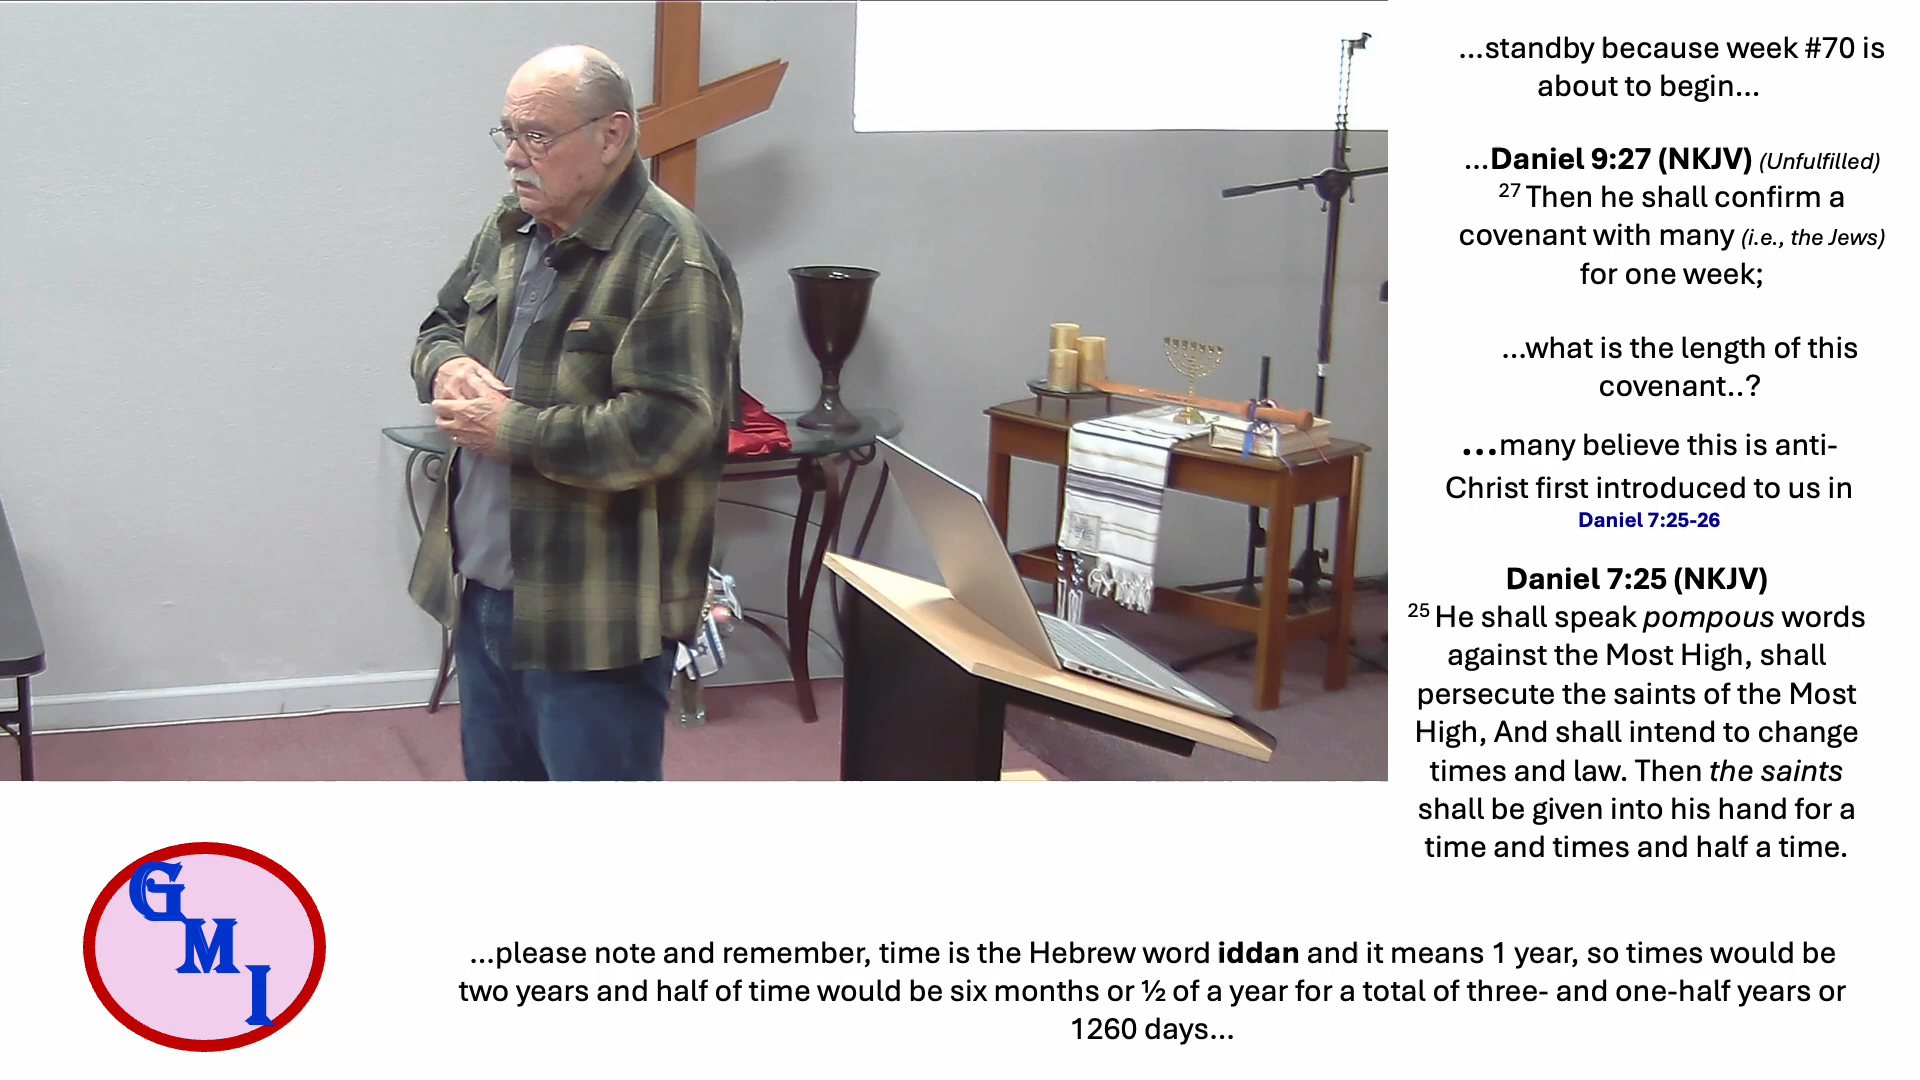 ...standby because week #70 is
about to begin...
...Daniel 9:27 (NKJV) (Unfulfilled)
27 Then he shall confirm a
covenant with many (i.e., the Jews)
for one week;
...what is the length of this
covenant..?
...many believe this is anti-
Christ first introduced to us in
Daniel 7:25-26
Daniel 7:25 (NKJV)
25 He shall speak pompous words
against the Most High, shall
persecute the saints of the Most
High, And shall intend to change
times and law. Then the saints
shall be given into his hand for a
time and times and half a time.
G
M
I
...please note and remember, time is the Hebrew word iddan and it means 1 year, so times would be
two years and half of time would be six months or ½ of a year for a total of three- and one-half years or
1260 days...